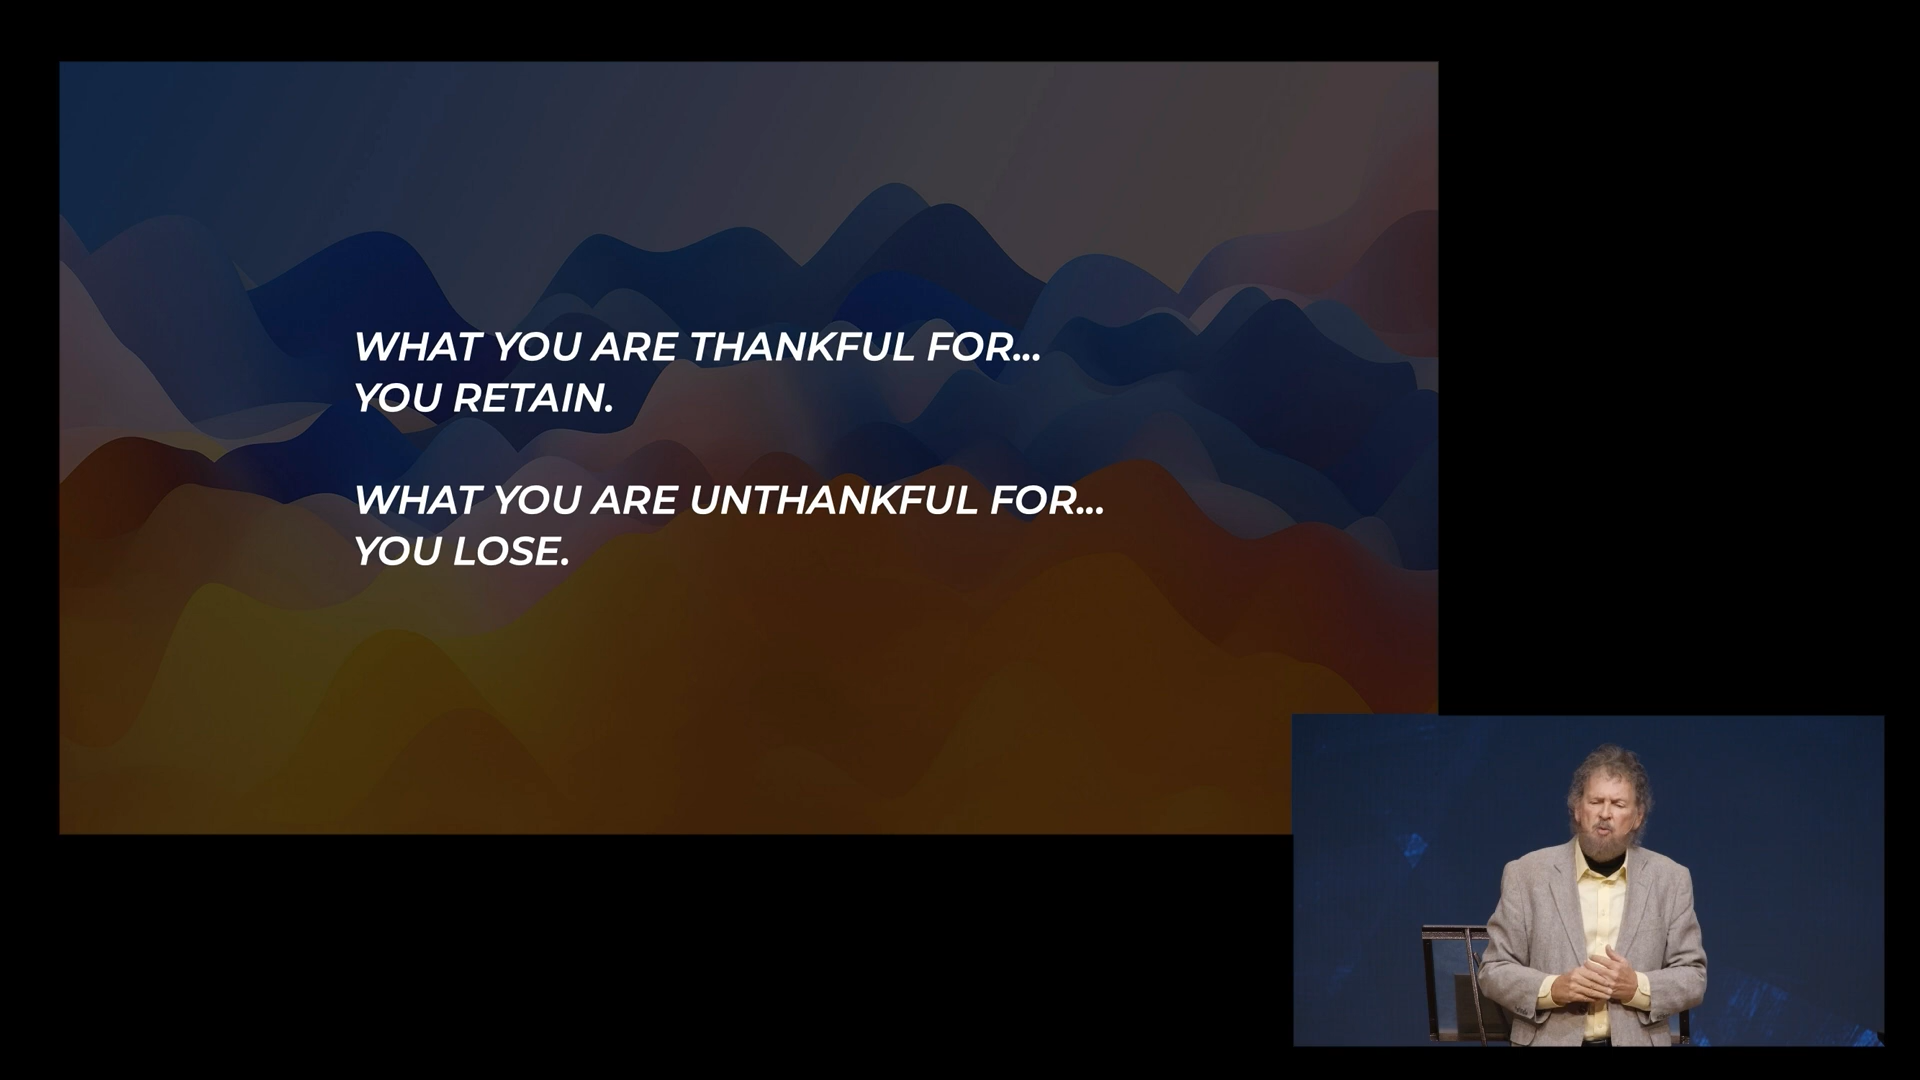 WHAT YOU ARE THANKFUL FOR...
YOU RETAIN.
WHAT YOU ARE UNTHANKFUL FOR...
YOU LOSE.